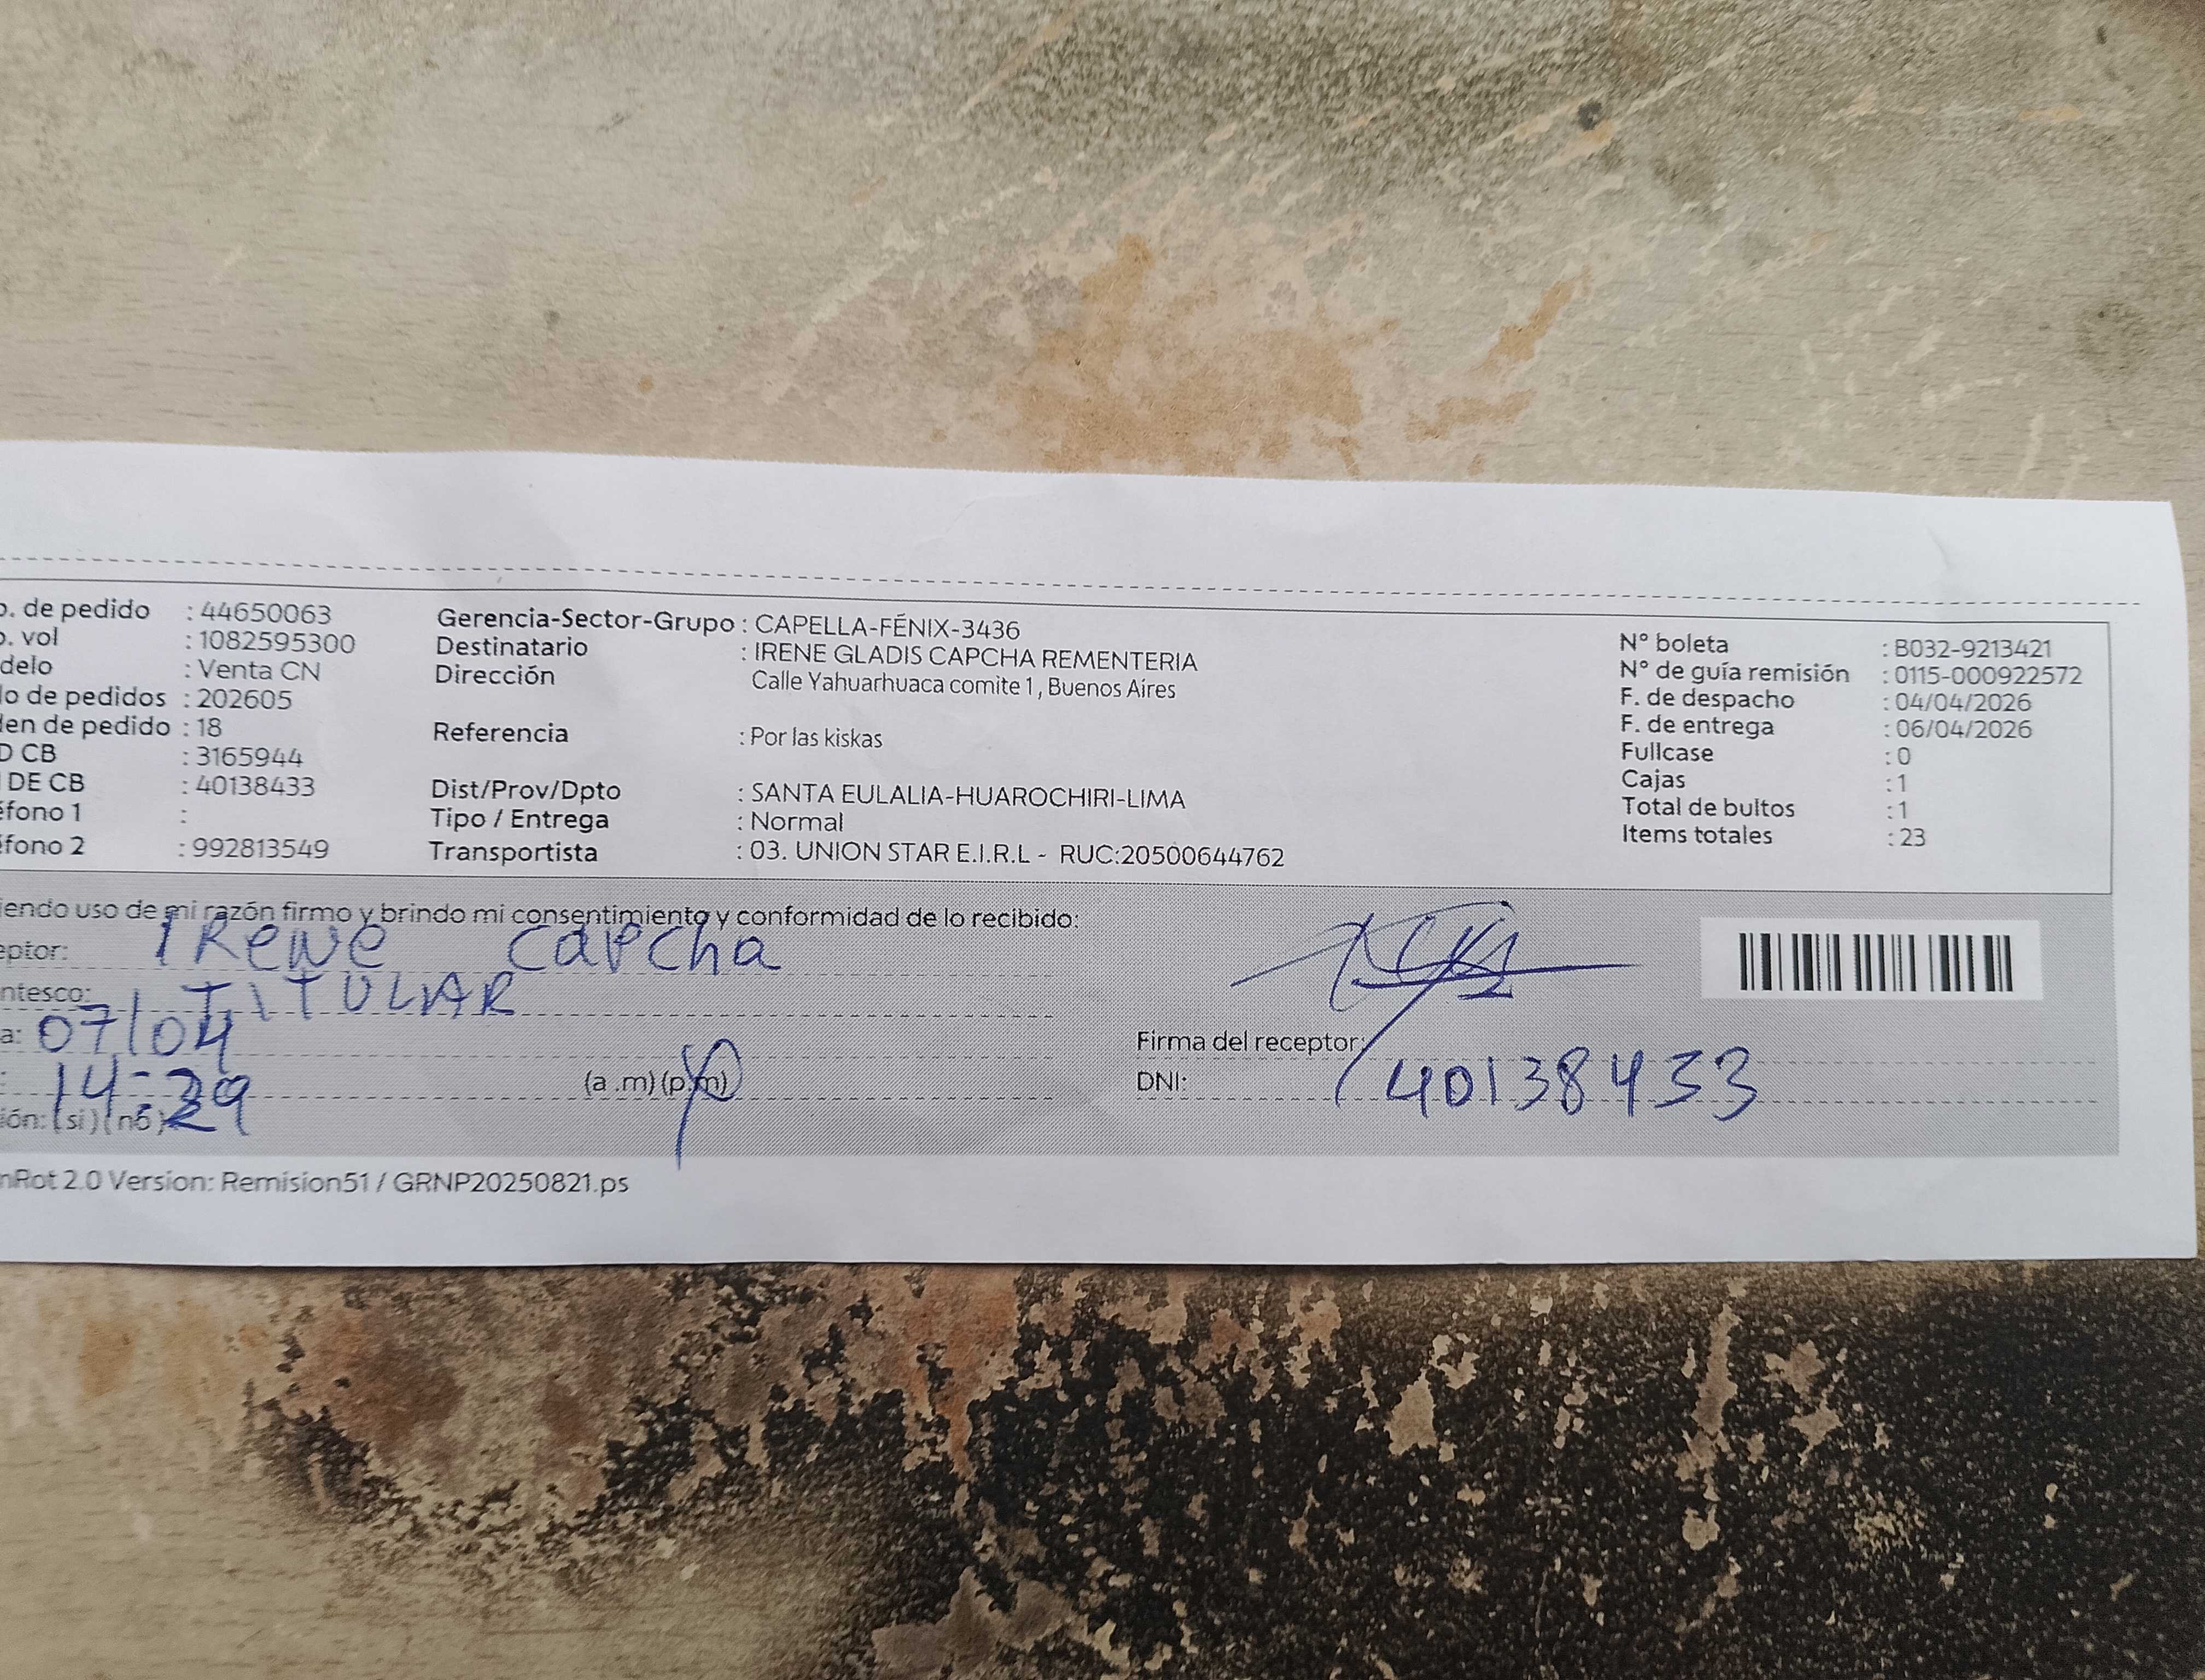 o. de pedido : 44650063
o. vol : 1082595300
delo : Venta CN
lo de pedidos : 202605
den de pedido : 18
D CB : 3165944
DE CB : 40138433
éfono 1 :
éfono 2 : 992813549
Gerencia-Sector-Grupo : CAPELLA-FÉNIX-3436
Destinatario : IRENE GLADIS CAPCHA REMENTERIA
Dirección Calle Yahuarhuaca comite 1, Buenos Aires
Referencia : Por las kiskas
Dist/Prov/Dpto : SANTA EULALIA-HUAROCHIRI-LIMA
Tipo / Entrega : Normal
Transportista : 03. UNION STAR E.I.R.L - RUC:20500644762
N° boleta : B032-9213421
N° de guía remisión : 0115-000922572
F. de despacho : 04/04/2026
F. de entrega : 06/04/2026
Fullcase : 0
Cajas : 1
Total de bultos : 1
Items totales : 23
iendo uso de mi razón firmo y brindo mi consentimiento y conformidad de lo recibido:
eptor: IRENE capcha
ntesco: TITULAR
a: 07/04
: 14:39 (a .m) (p.m)
ión: (si) (no)
Firma del receptor:
DNI: 40138433
nRot 2.0 Version: Remision51 / GRNP20250821.ps